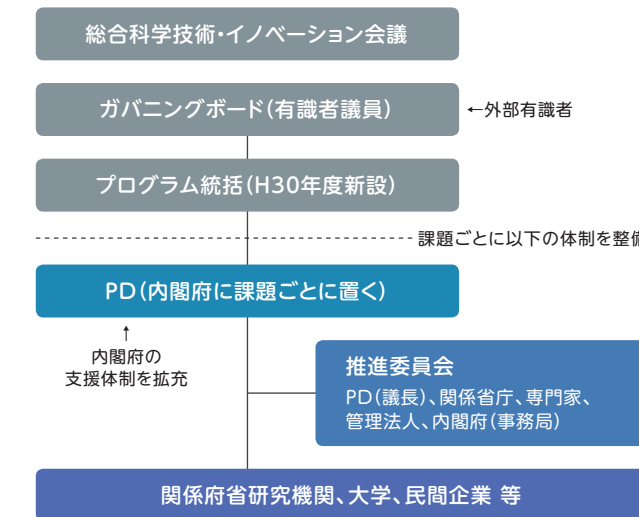 総合科学技術・イノベーション会議
ガバニングボード(有識者議員)
←外部有識者
プログラム統括(H30年度新設)
課題ごとに以下の体制を整
PD(内閣府に課題ごとに置く)
↑
内閣府の
支援体制を拡充
推進委員会
PD(議長)、関係省庁、専門家、
管理法人、内閣府(事務局)
関係府省研究機関、大学、民間企業 等